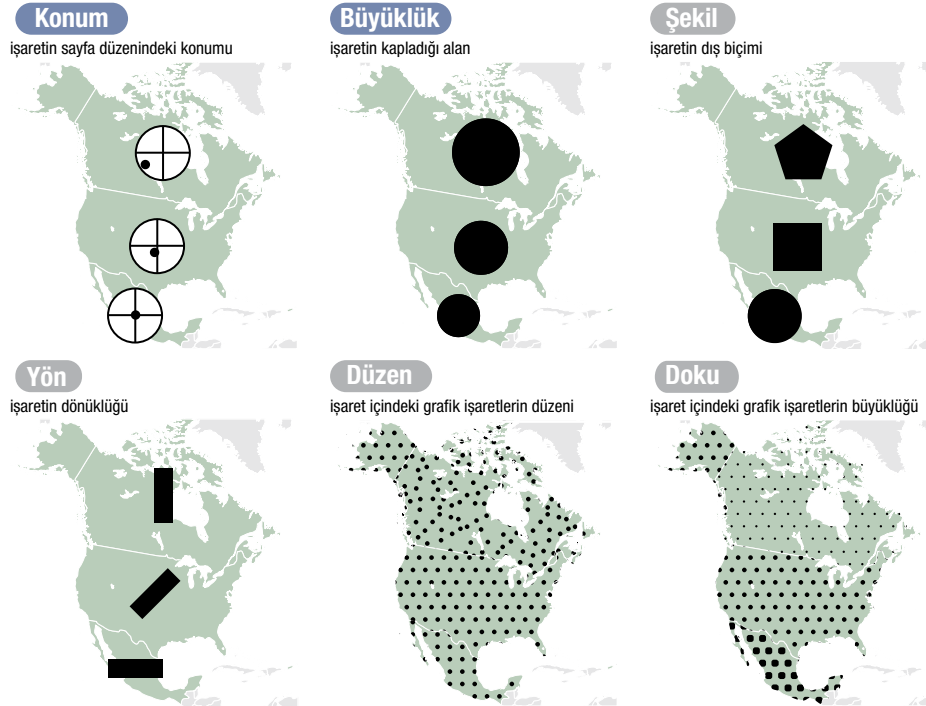 Konum
işaretin sayfa düzenindeki konumu
Büyüklük
işaretin kapladığı alan
Şekil
işaretin dış biçimi
Yön
işaretin dönüklüğü
Düzen
işaret içindeki grafik işaretlerin düzeni
Doku
işaret içindeki grafik işaretlerin büyüklüğü